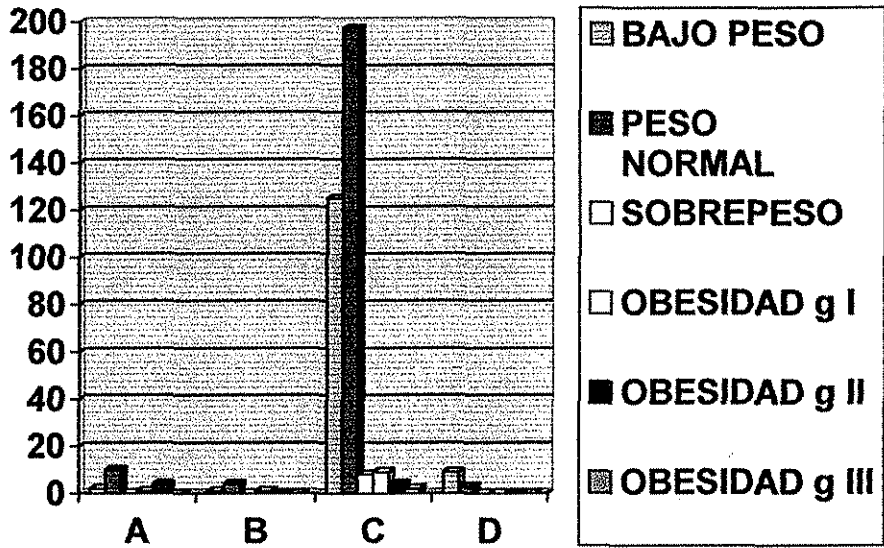 200
180
160
140
120
100
80
60
40
20
0
A B C D
BAJO PESO
PESO
NORMAL
SOBREPESO
OBESIDAD g I
OBESIDAD g II
OBESIDAD g III